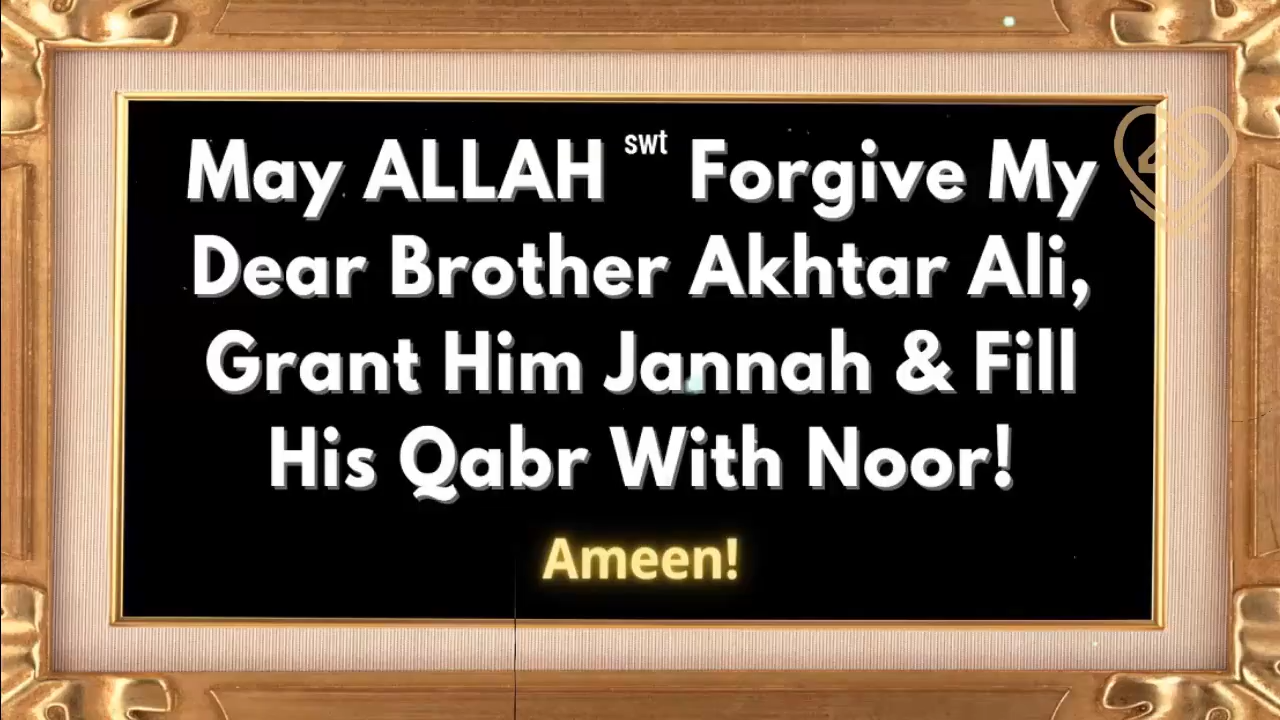 May ALLAH swt Forgive My
Dear Brother Akhtar Ali,
Grant Him Jannah & Fill
His Qabr With Noor!
Ameen!